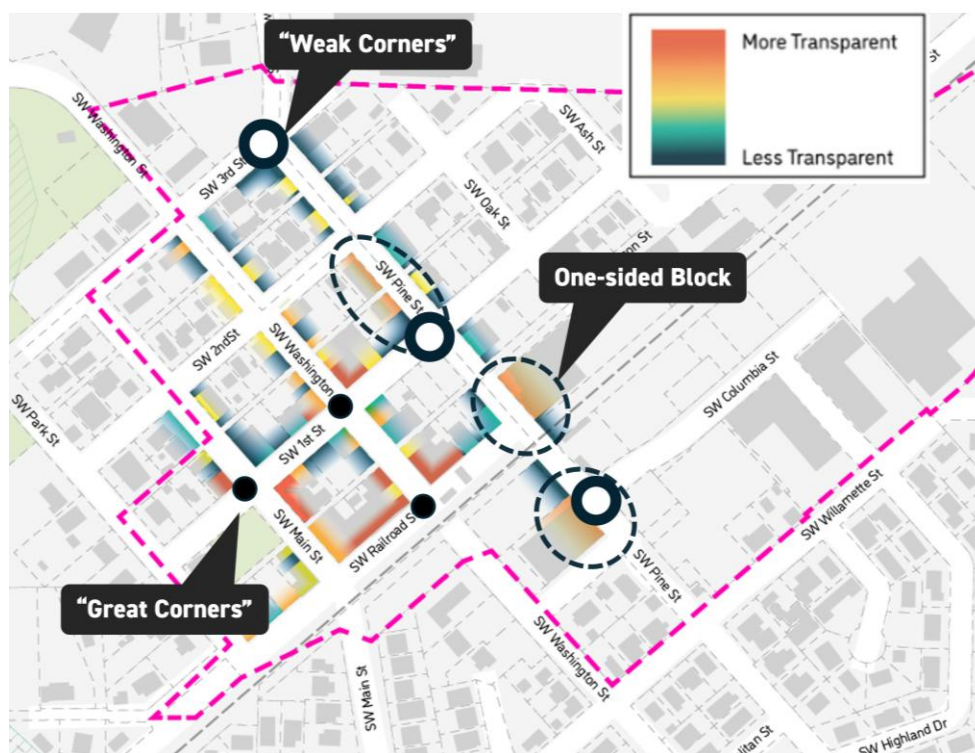 “Weak Corners”
More Transparent
Less Transparent
SW Washington St
SW 3rd St
SW Ash St
SW Oak St
SW Pine St
One-sided Block
SW 2nd St
SW Washington
SW Columbia St
SW Park St
SW 1st St
SW Main St
SW Railroad S
SW Willamette St
“Great Corners”
SW Pine St
SW Washington St
SW Main St
SW Highland Dr